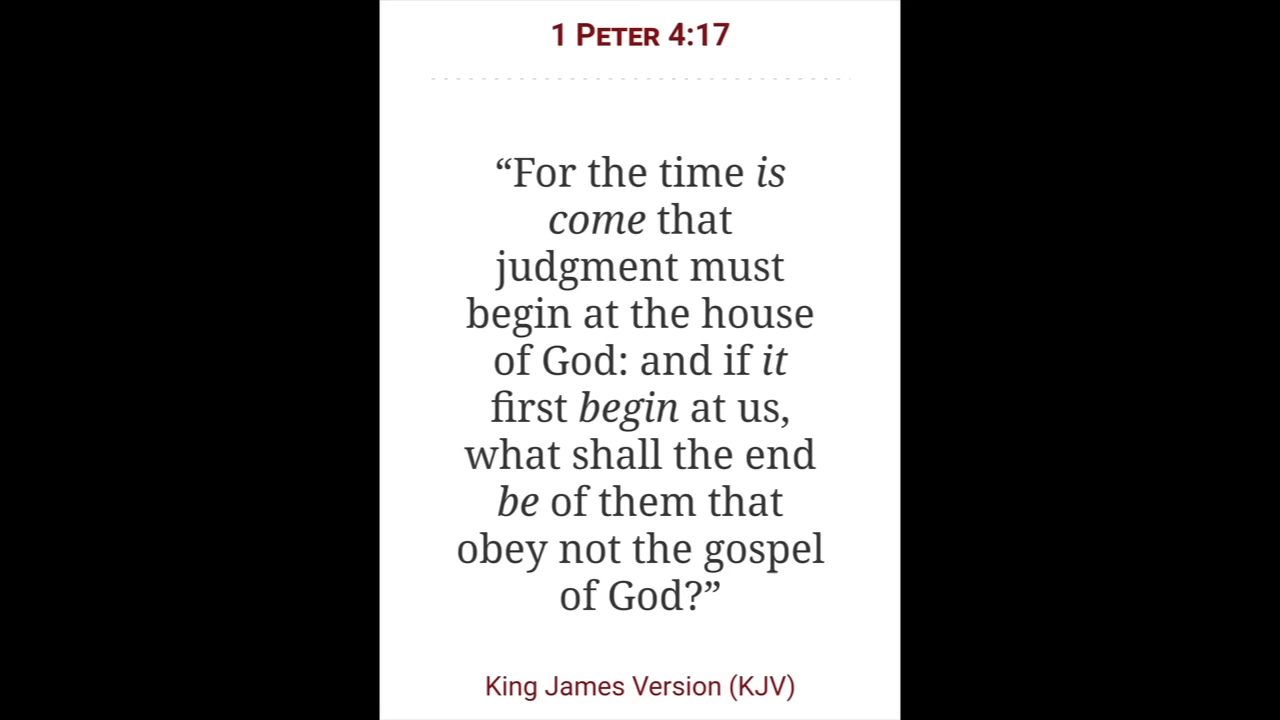 1 PETER 4:17
“For the time is
come that
judgment must
begin at the house
of God: and if it
first begin at us,
what shall the end
be of them that
obey not the gospel
of God?”
King James Version (KJV)